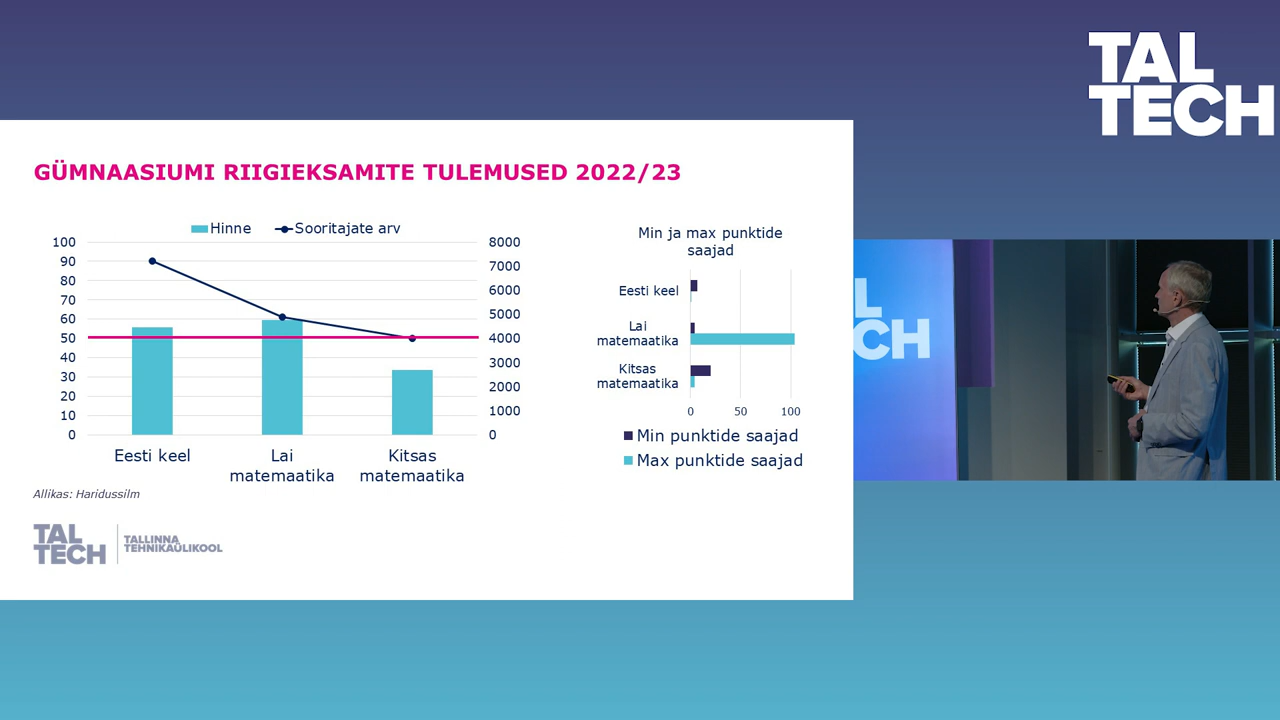 TAL
TECH
GÜMNAASIUMI RIIGIEKSAMITE TULEMUSED 2022/23
Hinne
Sooritajate arv
100
90
80
70
60
50
40
30
20
10
0
8000
7000
6000
5000
4000
3000
2000
1000
0
Eesti keel
Lai
matemaatika
Kitsas
matemaatika
Min ja max punktide
saajad
Eesti keel
Lai
matemaatika
Kitsas
matemaatika
0 50 100
Min punktide saajad
Max punktide saajad
Allikas: Haridussilm
TAL
TECH
TALLINNA
TEHNIKAÜLIKOOL
L
CH